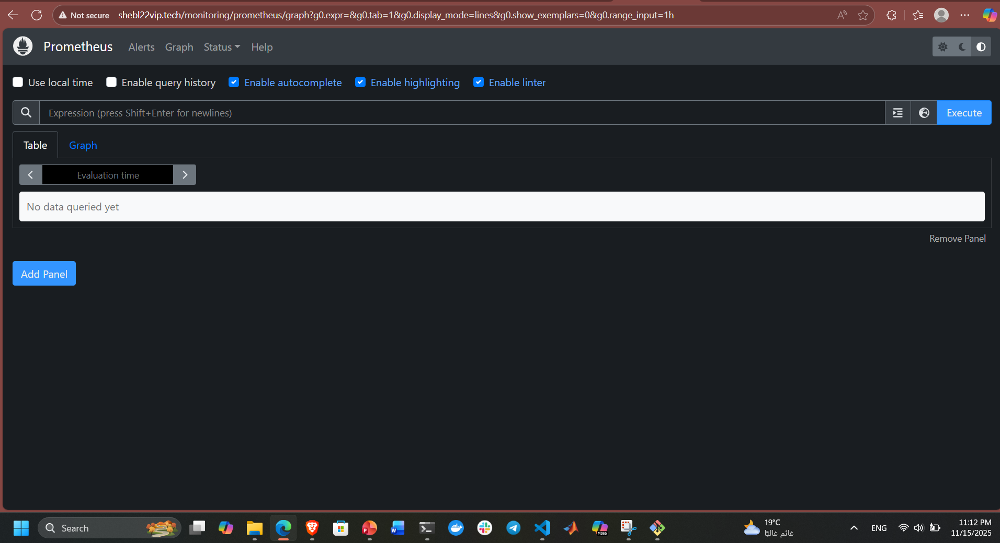 Not secure shebl22vip.tech/monitoring/prometheus/graph?g0.expr=&g0.tab=1&g0.display_mode=lines&g0.show_exemplars=0&g0.range_input=1h
Prometheus Alerts Graph Status Help
Use local time Enable query history Enable autocomplete Enable highlighting Enable linter
Expression (press Shift+Enter for newlines) Execute
Table Graph
Evaluation time
No data queried yet
Remove Panel
Add Panel
Search
19°C
غائم غالبًا
ENG
11:12 PM
11/15/2025
M365